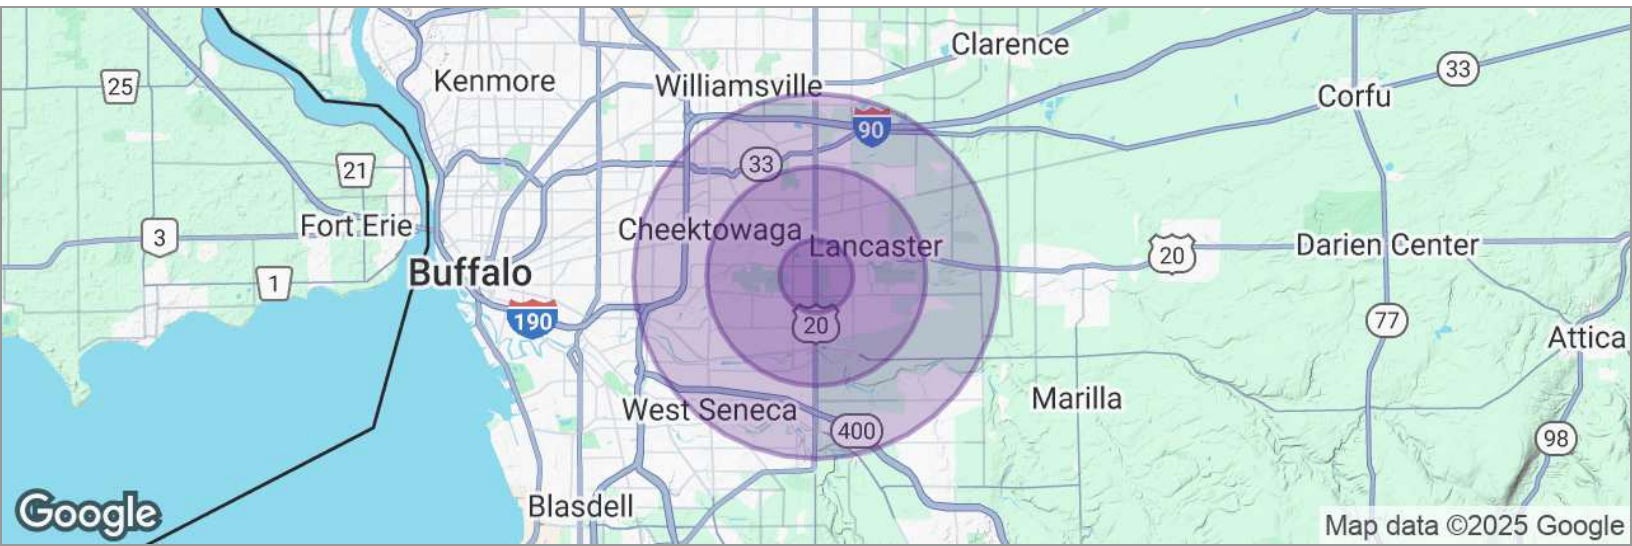 Clarence
33
25
Kenmore
Williamsville
Corfu
90
33
21
Fort Erie
3
Cheektowaga
Lancaster
20
Darien Center
Buffalo
1
190
20
77
Attica
West Seneca
Marilla
400
98
Blasdell
Google
Map data ©2025 Google